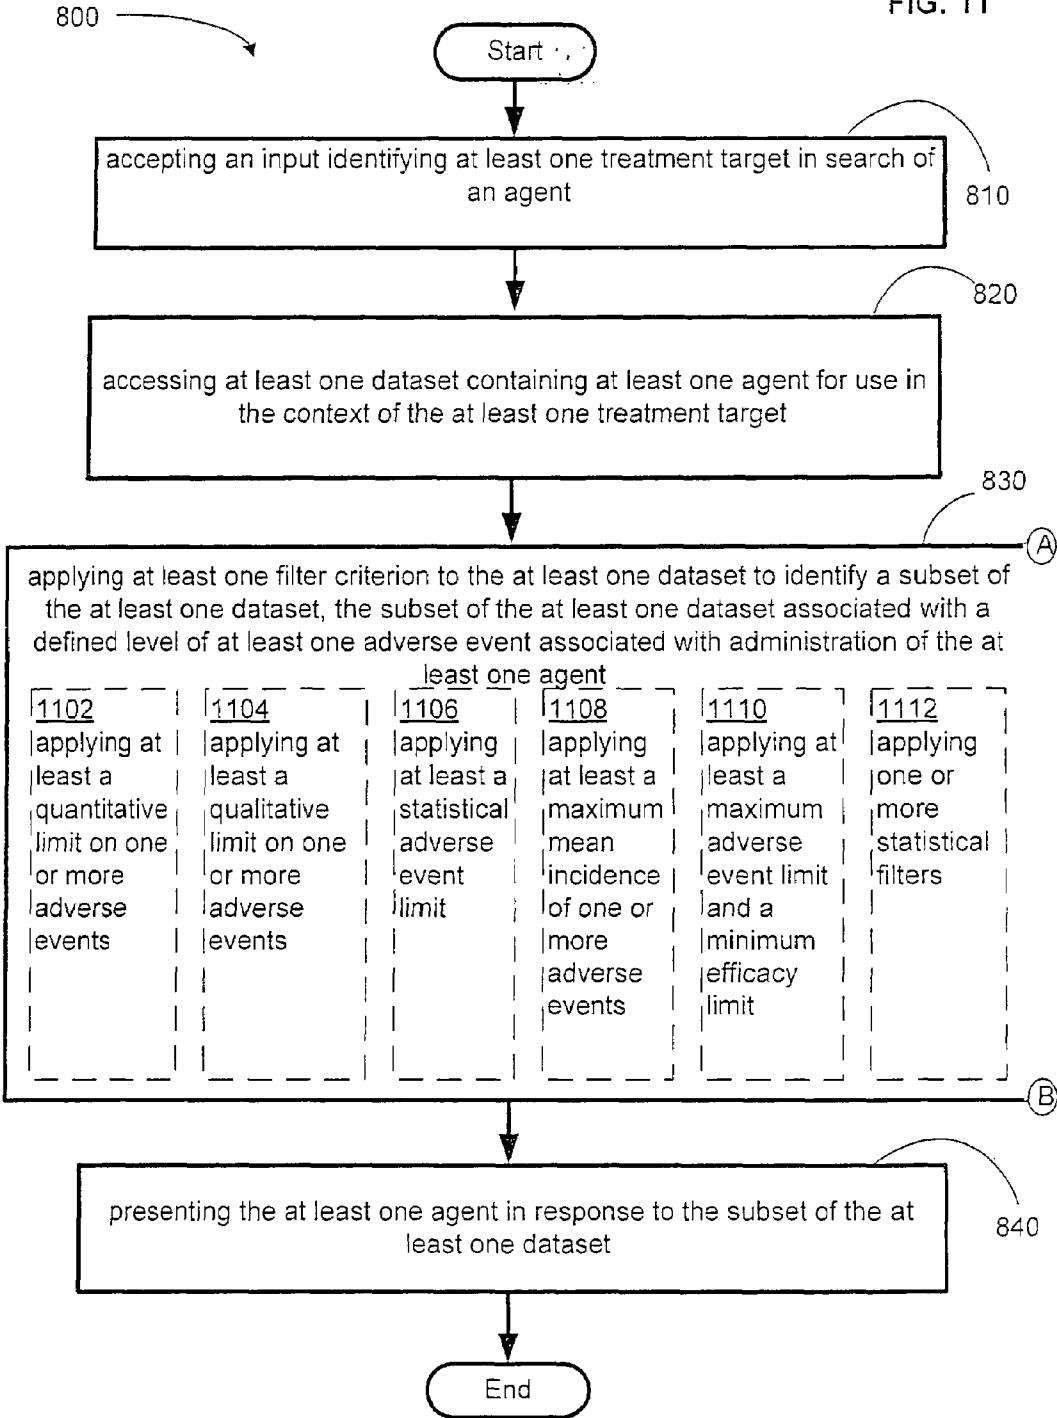 FIG. 11
800
Start
accepting an input identifying at least one treatment target in search of
an agent
810
820
accessing at least one dataset containing at least one agent for use in
the context of the at least one treatment target
830
A
applying at least one filter criterion to the at least one dataset to identify a subset of
the at least one dataset, the subset of the at least one dataset associated with a
defined level of at least one adverse event associated with administration of the at
least one agent
1102
applying at
least a
quantitative
limit on one
or more
adverse
events
1104
applying at
least a
qualitative
limit on one
or more
adverse
events
1106
applying
at least a
statistical
adverse
event
limit
1108
applying
at least a
maximum
mean
incidence
of one or
more
adverse
events
1110
applying at
least a
maximum
adverse
event limit
and a
minimum
efficacy
limit
1112
applying
one or
more
statistical
filters
B
presenting the at least one agent in response to the subset of the at
least one dataset
840
End